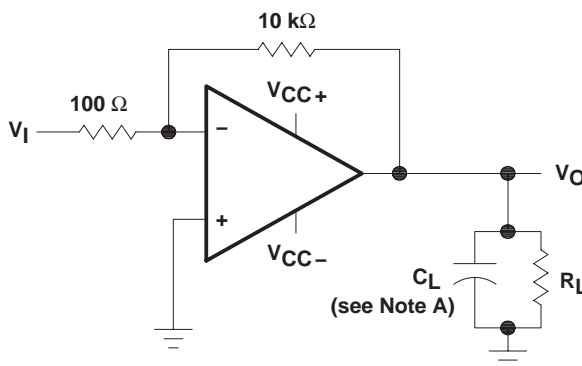 10 kΩ
VCC+
100 Ω
VI
−
+
VO
VCC−
CL
(see Note A)
RL